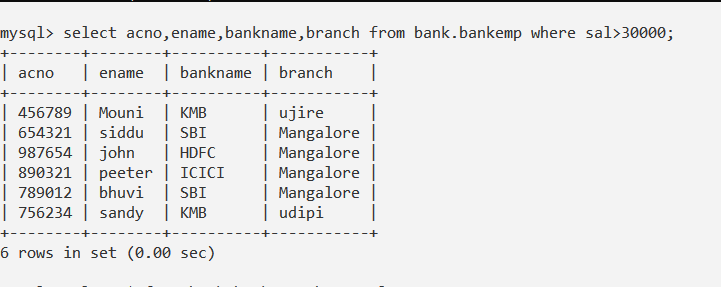 mysql> select acno,ename,bankname,branch from bank.bankemp where sal>30000;
+--------+--------+----------+-----------+
| acno   | ename  | bankname | branch    |
+--------+--------+----------+-----------+
| 456789 | Mouni  | KMB      | ujire     |
| 654321 | siddu  | SBI      | Mangalore |
| 987654 | john   | HDFC     | Mangalore |
| 890321 | peeter | ICICI    | Mangalore |
| 789012 | bhuvi  | SBI      | Mangalore |
| 756234 | sandy  | KMB      | udipi     |
+--------+--------+----------+-----------+
6 rows in set (0.00 sec)